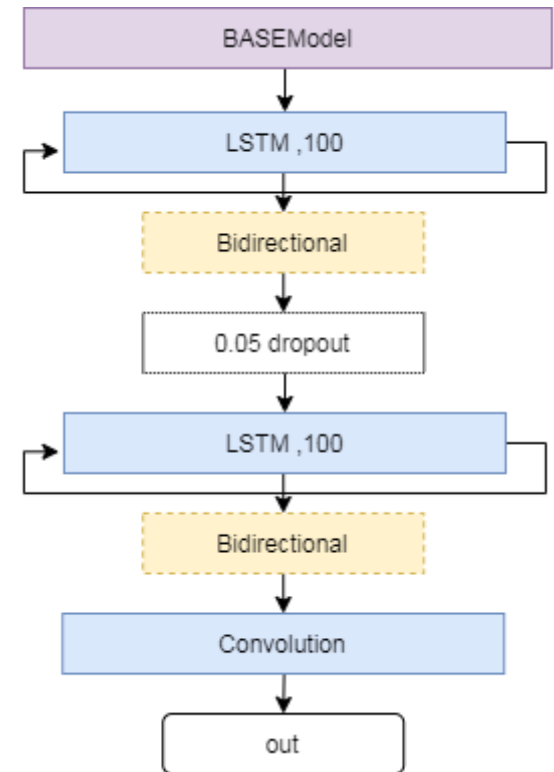 BASEModel
LSTM ,100
Bidirectional
0.05 dropout
LSTM ,100
Bidirectional
Convolution
out